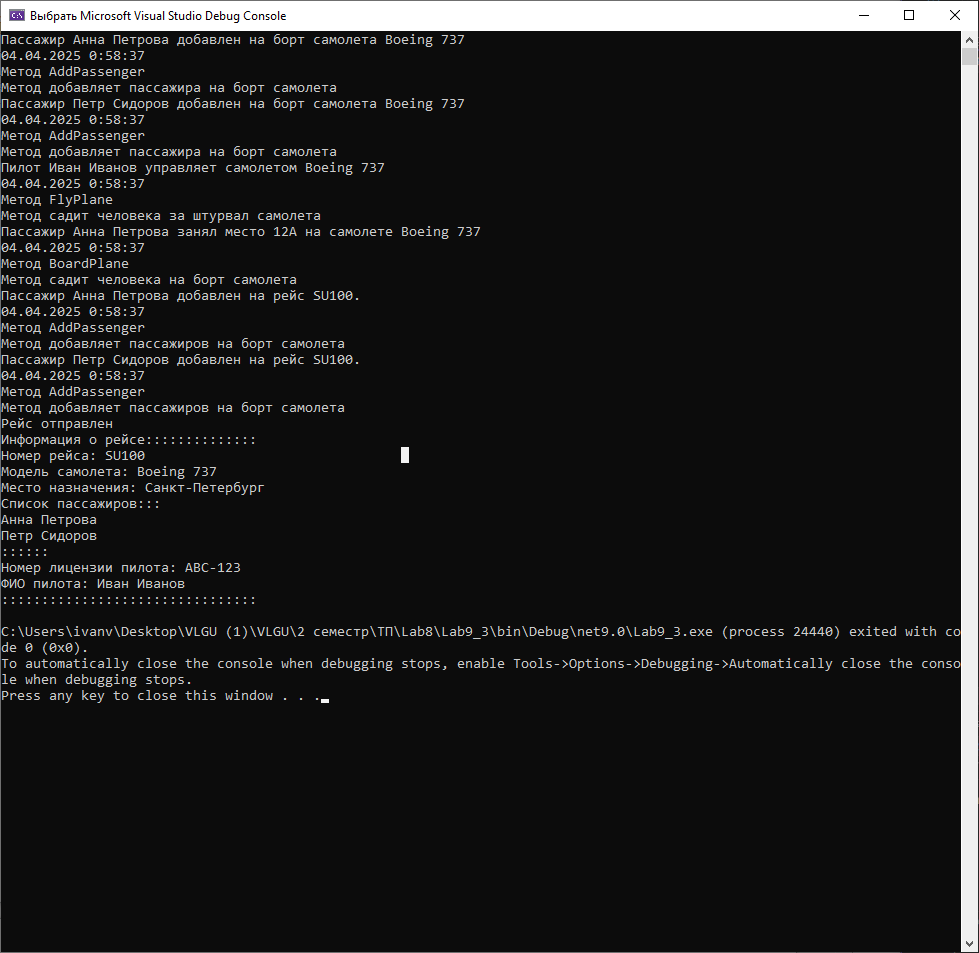 Выбрать Microsoft Visual Studio Debug Console
Пассажир Анна Петрова добавлен на борт самолета Boeing 737
04.04.2025 0:58:37
Метод AddPassenger
Метод добавляет пассажира на борт самолета
Пассажир Петр Сидоров добавлен на борт самолета Boeing 737
04.04.2025 0:58:37
Метод AddPassenger
Метод добавляет пассажира на борт самолета
Пилот Иван Иванов управляет самолетом Boeing 737
04.04.2025 0:58:37
Метод FlyPlane
Метод садит человека за штурвал самолета
Пассажир Анна Петрова занял место 12А на самолете Boeing 737
04.04.2025 0:58:37
Метод BoardPlane
Метод садит человека на борт самолета
Пассажир Анна Петрова добавлен на рейс SU100.
04.04.2025 0:58:37
Метод AddPassenger
Метод добавляет пассажиров на борт самолета
Пассажир Петр Сидоров добавлен на рейс SU100.
04.04.2025 0:58:37
Метод AddPassenger
Метод добавляет пассажиров на борт самолета
Рейс отправлен
Информация о рейсе::::::::::::::
Номер рейса: SU100
Модель самолета: Boeing 737
Место назначения: Санкт-Петербург
Список пассажиров:::
Анна Петрова
Петр Сидоров
::::::
Номер лицензии пилота: ABC-123
ФИО пилота: Иван Иванов
::::::::::::::::::::::::::::::::
C:\Users\ivanv\Desktop\VLGU (1)\VLGU\2 семестр\ТП\Lab8\Lab9_3\bin\Debug\net9.0\Lab9_3.exe (process 24440) exited with co
de 0 (0x0).
To automatically close the console when debugging stops, enable Tools->Options->Debugging->Automatically close the conso
le when debugging stops.
Press any key to close this window . . .